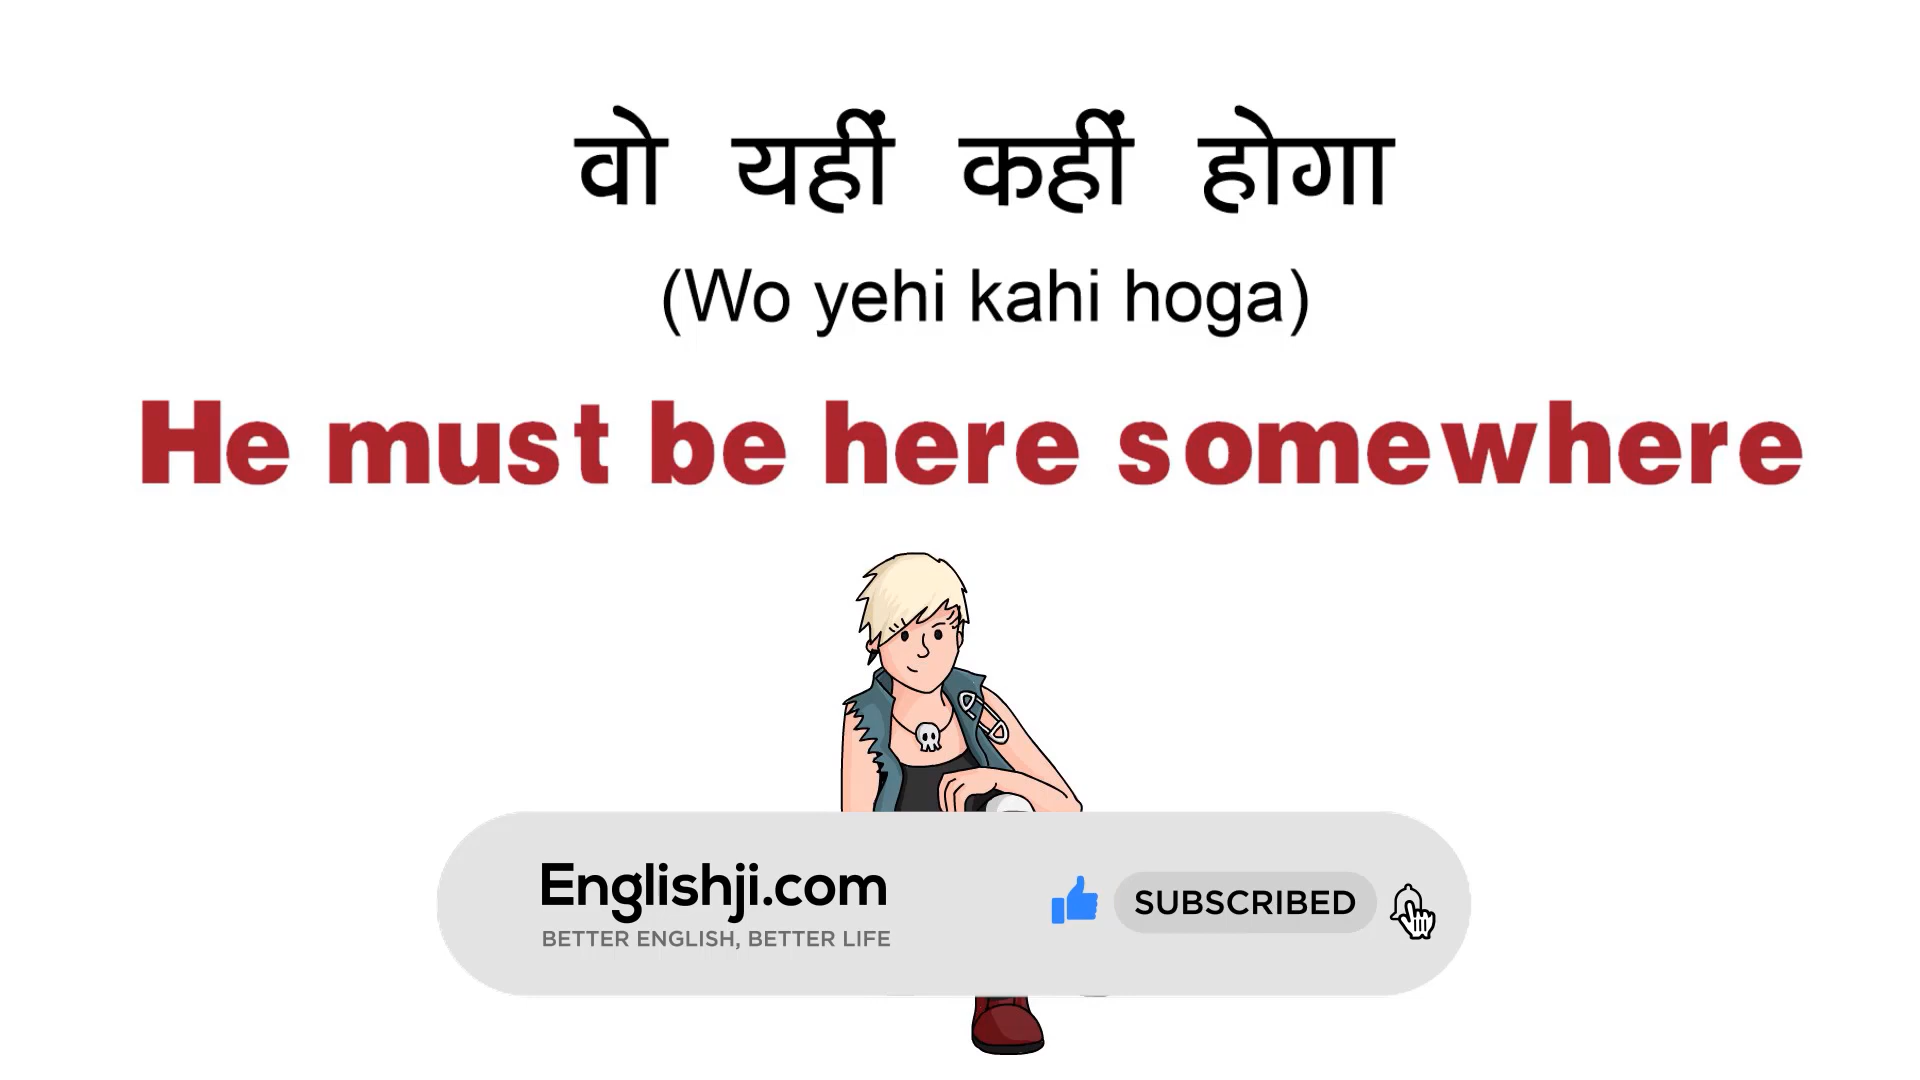 वो यहीं कहीं होगा
(Wo yehi kahi hoga)
He must be here somewhere
Englishji.com
BETTER ENGLISH, BETTER LIFE
SUBSCRIBED